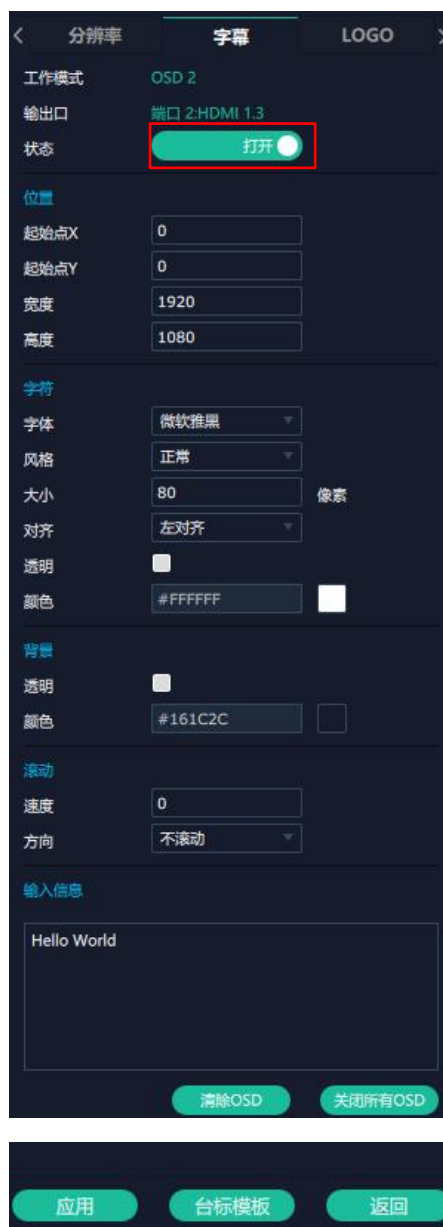 分辨率 字幕 LOGO
工作模式 OSD 2
输出口 端口 2:HDMI 1.3
状态 打开
位置
起始点X 0
起始点Y 0
宽度 1920
高度 1080
字符
字体 微软雅黑
风格 正常
大小 80 像素
对齐 左对齐
透明
颜色 #FFFFFF
背景
透明
颜色 #161C2C
滚动
速度 0
方向 不滚动
输入信息
Hello World
清除OSD 关闭所有OSD
应用 台标模板 返回